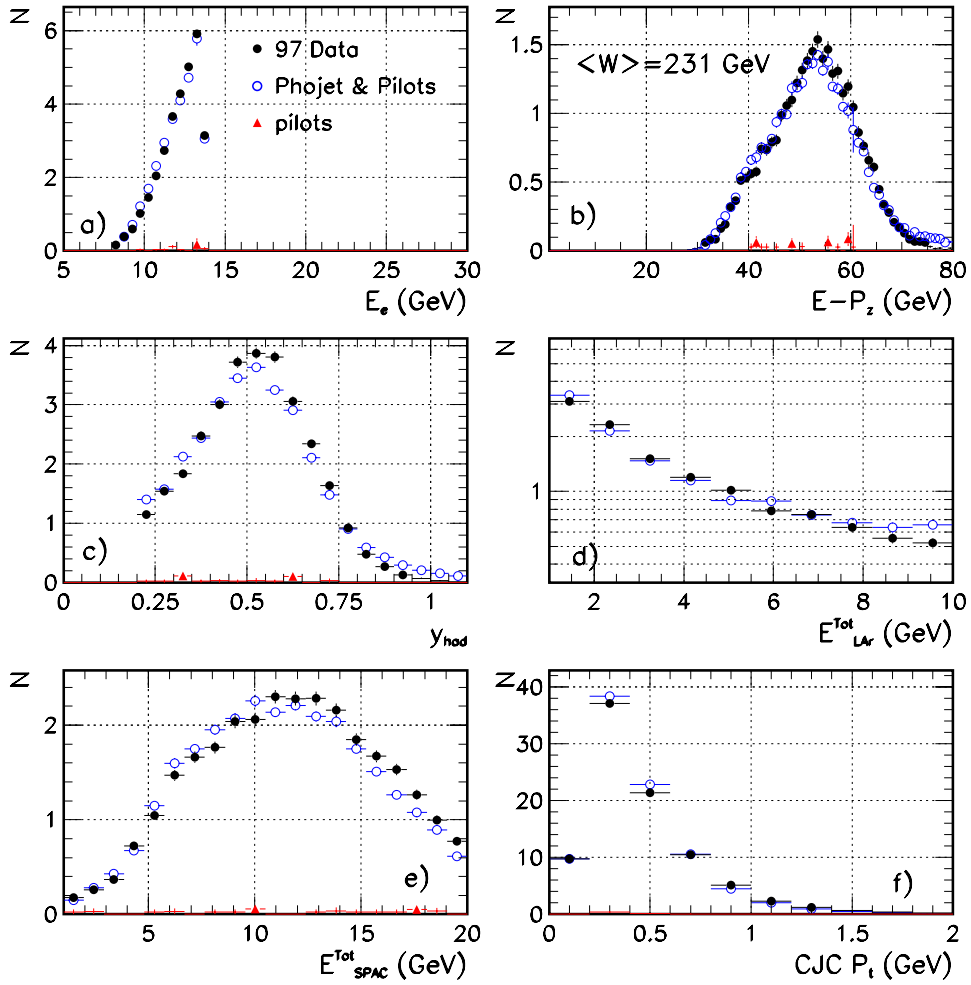 N
6
4
2
0
97 Data
Phojet & Pilots
pilots
a)
5 10 15 20 25 30
E_e (GeV)
N
1.5
1
0.5
0
<W>=231 GeV
b)
20 40 60 80
E-P_z (GeV)
N
4
3
2
1
0
c)
0 0.25 0.5 0.75 1
y_had
N
1
d)
2 4 6 8 10
E^Tot_LAr (GeV)
N
2
1
0
e)
5 10 15 20
E^Tot_SPAC (GeV)
N
40
30
20
10
0
f)
0 0.5 1 1.5 2
CJC P_t (GeV)